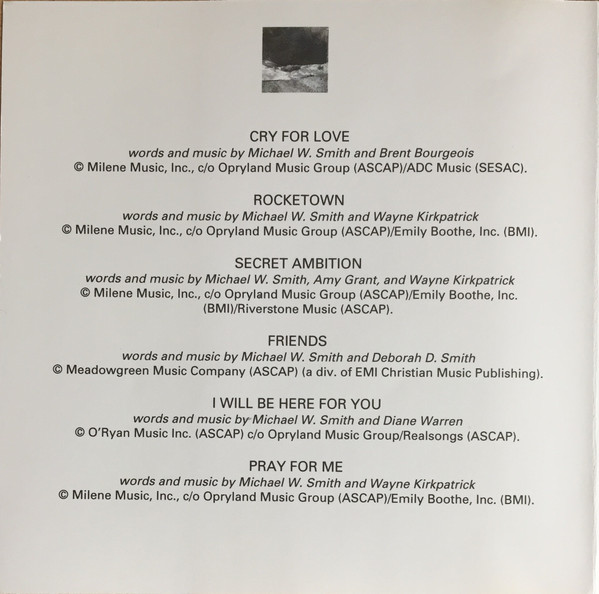 CRY FOR LOVE
words and music by Michael W. Smith and Brent Bourgeois
© Milene Music, Inc., c/o Opryland Music Group (ASCAP)/ADC Music (SESAC).
ROCKETOWN
words and music by Michael W. Smith and Wayne Kirkpatrick
© Milene Music, Inc., c/o Opryland Music Group (ASCAP)/Emily Boothe, Inc. (BMI).
SECRET AMBITION
words and music by Michael W. Smith, Amy Grant, and Wayne Kirkpatrick
© Milene Music, Inc., c/o Opryland Music Group (ASCAP)/Emily Boothe, Inc.
(BMI)/Riverstone Music (ASCAP).
FRIENDS
words and music by Michael W. Smith and Deborah D. Smith
© Meadowgreen Music Company (ASCAP) (a div. of EMI Christian Music Publishing).
I WILL BE HERE FOR YOU
words and music by Michael W. Smith and Diane Warren
© O'Ryan Music Inc. (ASCAP) c/o Opryland Music Group/Realsongs (ASCAP).
PRAY FOR ME
words and music by Michael W. Smith and Wayne Kirkpatrick
© Milene Music, Inc., c/o Opryland Music Group (ASCAP)/Emily Boothe, Inc. (BMI).